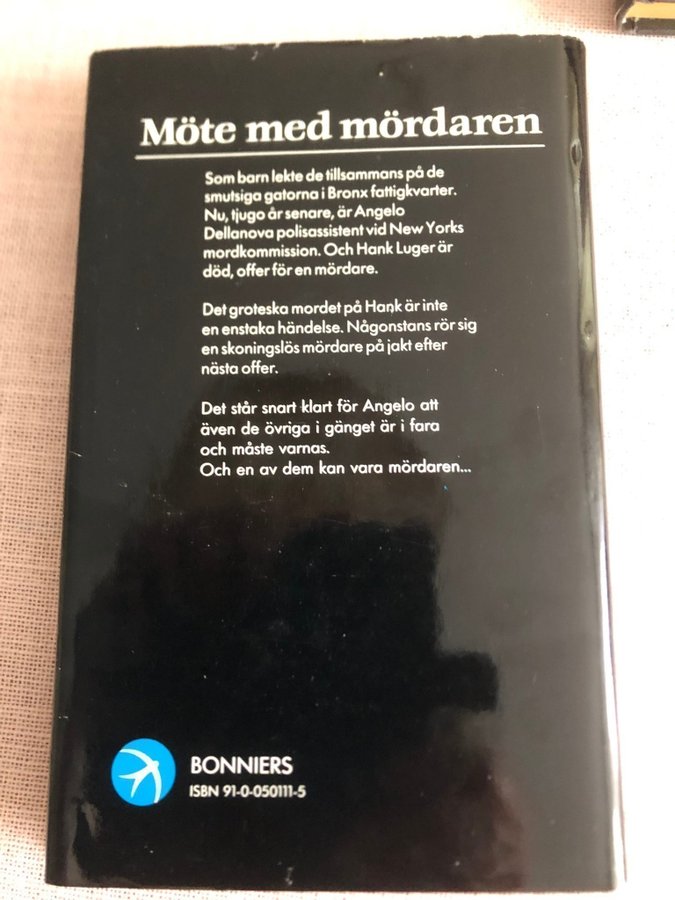 Möte med mördaren
Som barn lekte de tillsammans på de
smutsiga gatorna i Bronx fattigkvarter.
Nu, tjugo år senare, är Angelo
Dellanova polisassistent vid New Yorks
mordkommission. Och Hank Luger är
död, offer för en mördare.
Det groteska mordet på Hank är inte
en enstaka händelse. Någonstans rör sig
en skoningslös mördare på jakt efter
nästa offer.
Det står snart klart för Angelo att
även de övriga i gänget är i fara
och måste varnas.
Och en av dem kan vara mördaren...
BONNIERS
ISBN 91-0-050111-5